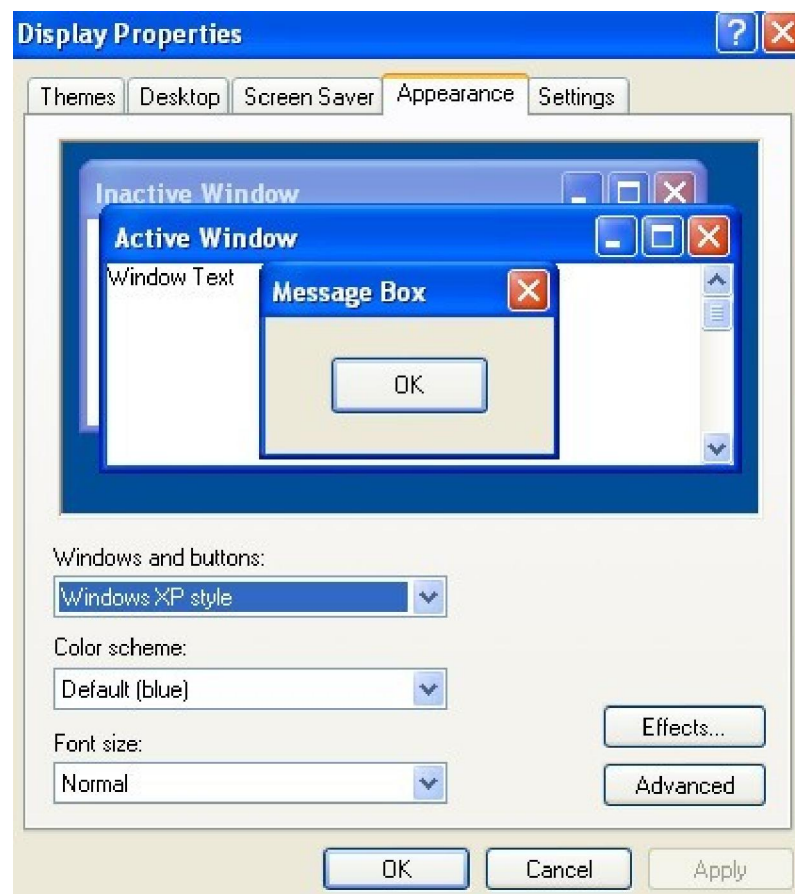 Display Properties
Themes Desktop Screen Saver Appearance Settings
Inactive Window
Active Window
Window Text
Message Box
OK
Windows and buttons:
Windows XP style
Color scheme:
Default (blue)
Font size:
Normal
Effects...
Advanced
OK Cancel Apply